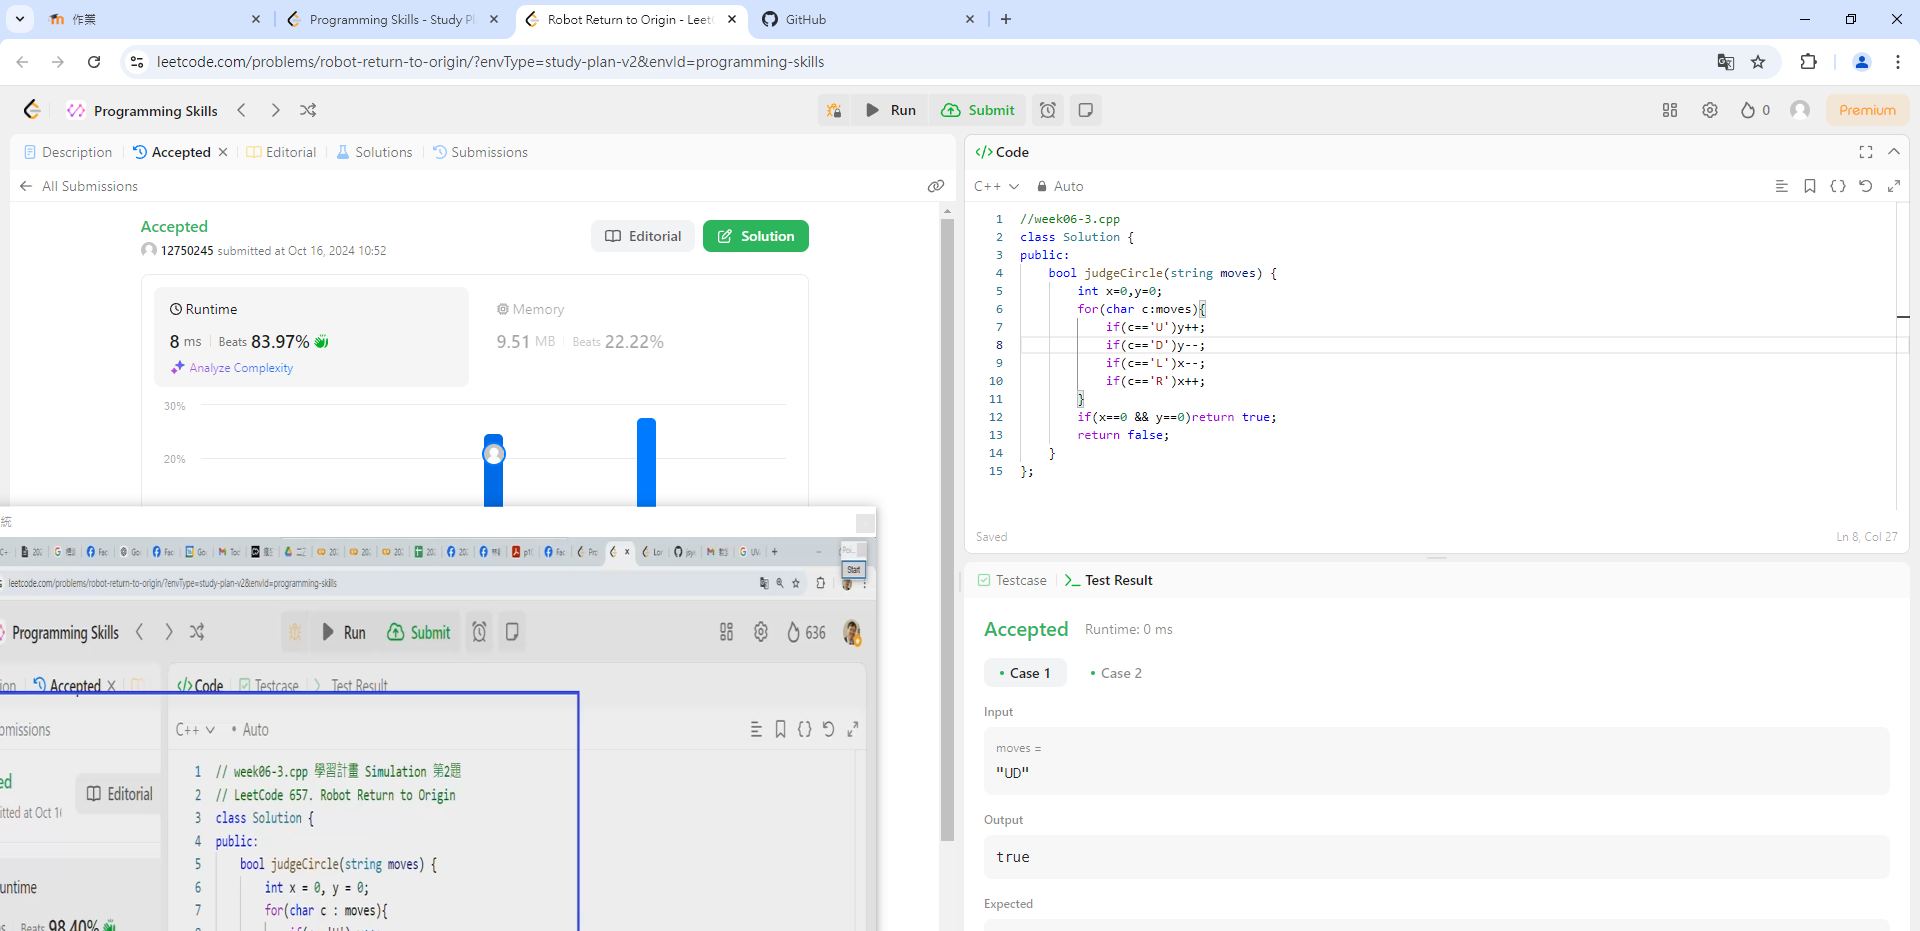 作業
Programming Skills - Study Pl
Robot Return to Origin - LeetC
GitHub
leetcode.com/problems/robot-return-to-origin/?envType=study-plan-v2&envId=programming-skills
Programming Skills
Run
Submit
0
Premium
Description
Accepted
Editorial
Solutions
Submissions
All Submissions
Accepted
12750245 submitted at Oct 16, 2024 10:52
Editorial
Solution
Runtime
8 ms
Beats 83.97%
Analyze Complexity
Memory
9.51 MB
Beats 22.22%
30%
20%
Code
C++
Auto
1 //week06-3.cpp
2 class Solution {
3 public:
4 bool judgeCircle(string moves) {
5 int x=0,y=0;
6 for(char c:moves){
7 if(c=='U')y++;
8 if(c=='D')y--;
9 if(c=='L')x--;
10 if(c=='R')x++;
11 }
12 if(x==0 && y==0)return true;
13 return false;
14 }
15 };
Saved
Ln 8, Col 27
Testcase
Test Result
Accepted
Runtime: 0 ms
Case 1
Case 2
Input
moves =
"UD"
Output
true
Expected
統
Start
leetcode.com/problems/robot-return-to-origin/?envType=study-plan-v2&envId=programming-skills
Programming Skills
Run
Submit
636
Accepted
Code
Testcase
Test Result
C++
Auto
Editorial
1 // week06-3.cpp 學習計畫 Simulation 第2題
2 // LeetCode 657. Robot Return to Origin
3 class Solution {
4 public:
5 bool judgeCircle(string moves) {
6 int x = 0, y = 0;
7 for(char c : moves){
Beats 98.40%